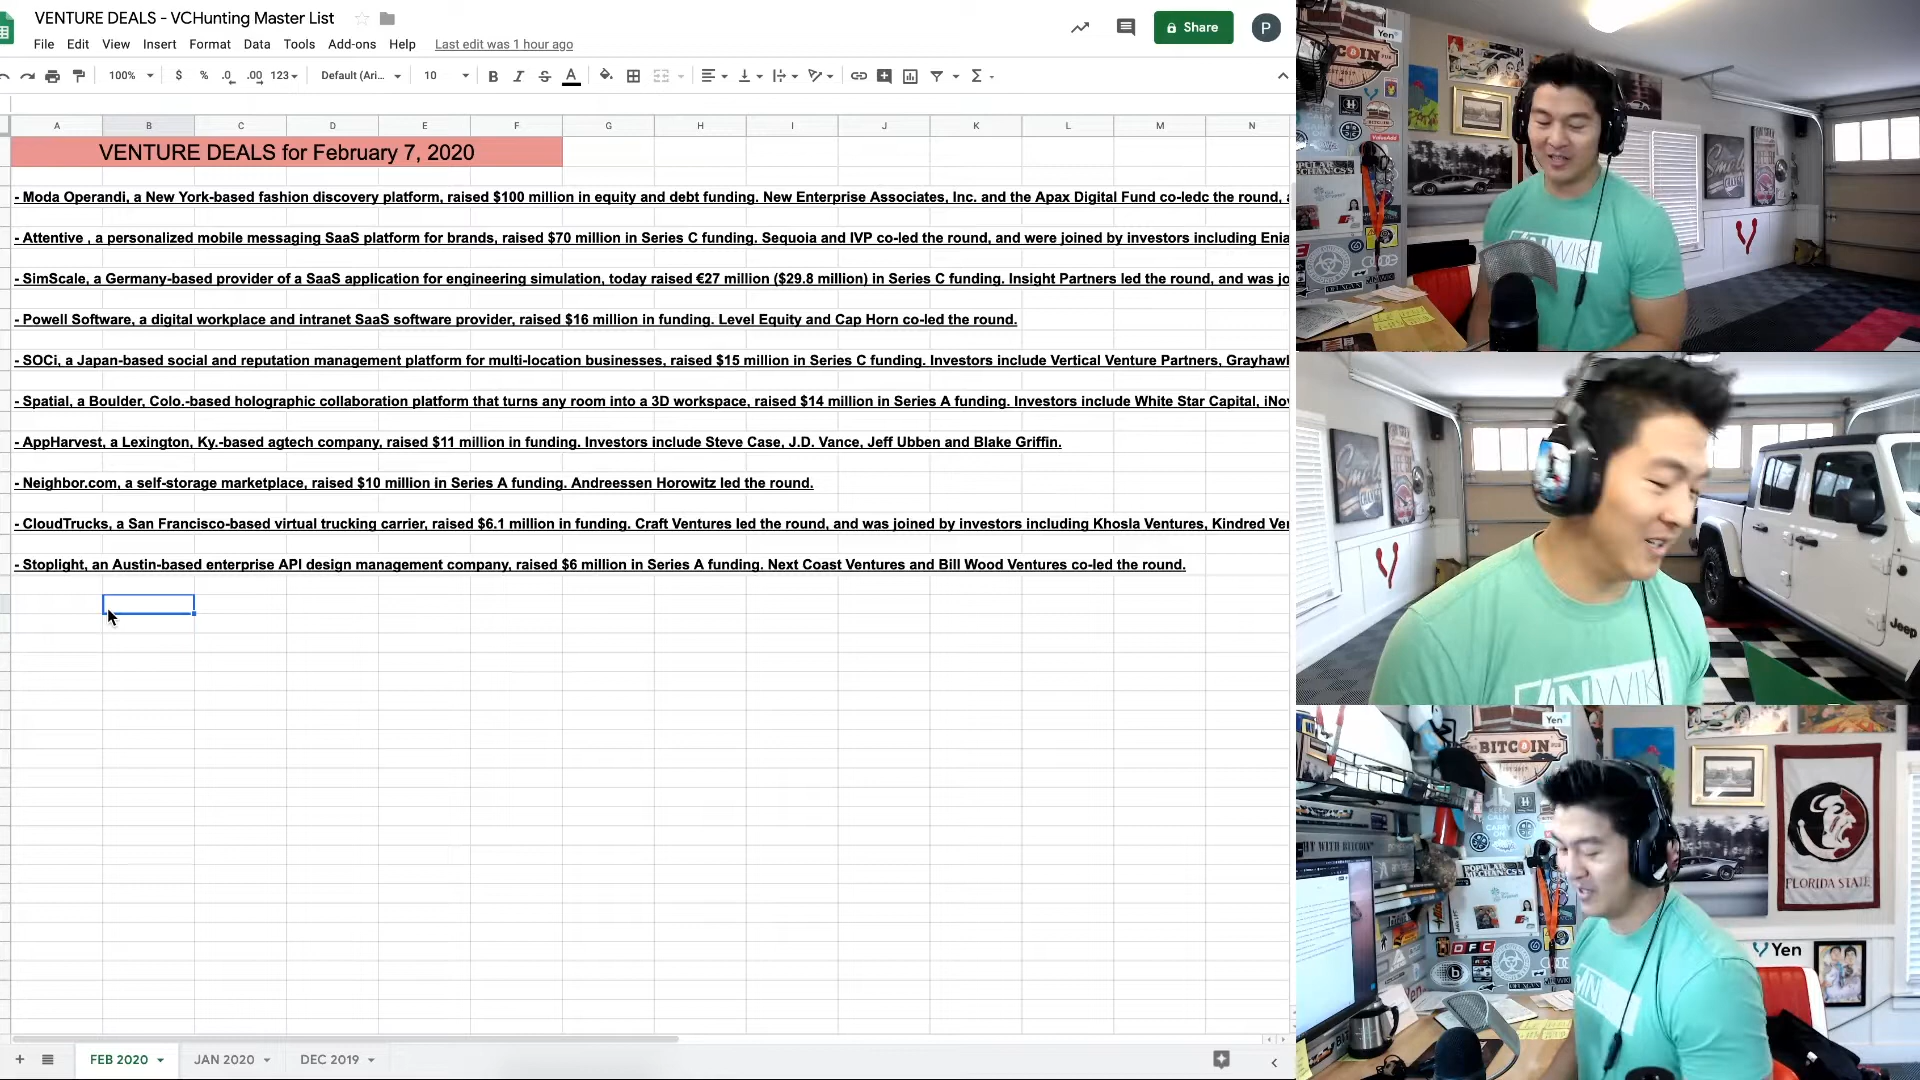 VENTURE DEALS - VCHunting Master List
File Edit View Insert Format Data Tools Add-ons Help Last edit was 1 hour ago
Share
P
100% $ % .0 .00 123 Default (Ari... 10 B I S A
A B C D E F G H I J K L M N
VENTURE DEALS for February 7, 2020
- Moda Operandi, a New York-based fashion discovery platform, raised $100 million in equity and debt funding. New Enterprise Associates, Inc. and the Apax Digital Fund co-ledc the round,
- Attentive , a personalized mobile messaging SaaS platform for brands, raised $70 million in Series C funding. Sequoia and IVP co-led the round, and were joined by investors including Enia
- SimScale, a Germany-based provider of a SaaS application for engineering simulation, today raised €27 million ($29.8 million) in Series C funding. Insight Partners led the round, and was jo
- Powell Software, a digital workplace and intranet SaaS software provider, raised $16 million in funding. Level Equity and Cap Horn co-led the round.
- SOCi, a Japan-based social and reputation management platform for multi-location businesses, raised $15 million in Series C funding. Investors include Vertical Venture Partners, Grayhawk
- Spatial, a Boulder, Colo.-based holographic collaboration platform that turns any room into a 3D workspace, raised $14 million in Series A funding. Investors include White Star Capital, iNov
- AppHarvest, a Lexington, Ky.-based agtech company, raised $11 million in funding. Investors include Steve Case, J.D. Vance, Jeff Ubben and Blake Griffin.
- Neighbor.com, a self-storage marketplace, raised $10 million in Series A funding. Andreessen Horowitz led the round.
- CloudTrucks, a San Francisco-based virtual trucking carrier, raised $6.1 million in funding. Craft Ventures led the round, and was joined by investors including Khosla Ventures, Kindred Ven
- Stoplight, an Austin-based enterprise API design management company, raised $6 million in Series A funding. Next Coast Ventures and Bill Wood Ventures co-led the round.
FEB 2020 JAN 2020 DEC 2019
Yen
POPULAR
Jeep
Yen
BITCOIN
POPULAR
MECHANICS
DFC
FLORIDA STATE
Yen